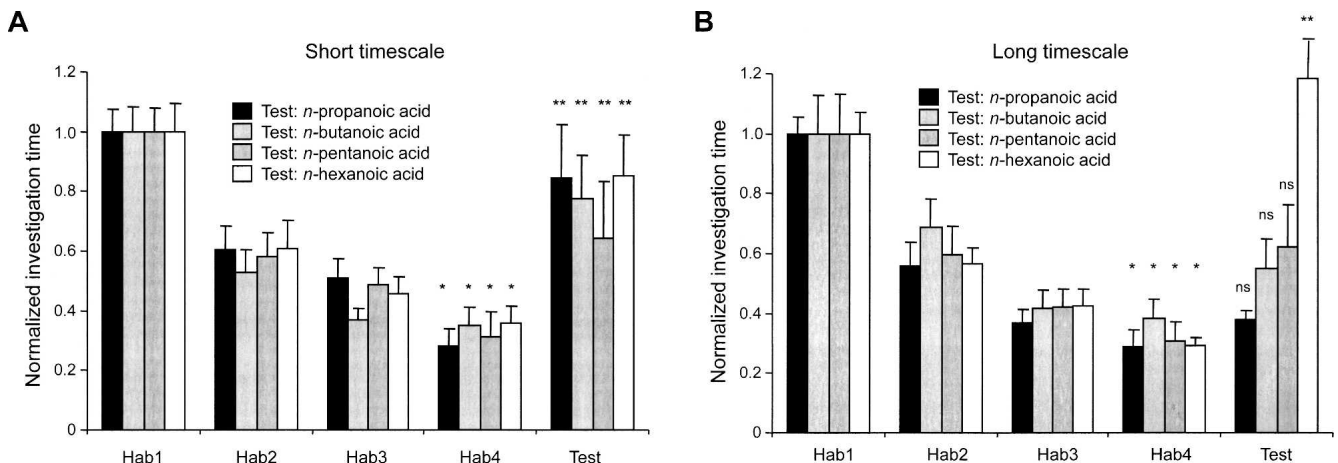 A
Short timescale
Normalized investigation time
1.2
1.0
0.8
0.6
0.4
0.2
0
Test: n-propanoic acid
Test: n-butanoic acid
Test: n-pentanoic acid
Test: n-hexanoic acid
** ** ** **
* * * *
Hab1 Hab2 Hab3 Hab4 Test
B
Long timescale
Normalized investigation time
1.2
1.0
0.8
0.6
0.4
0.2
0
Test: n-propanoic acid
Test: n-butanoic acid
Test: n-pentanoic acid
Test: n-hexanoic acid
**
ns
ns
ns
* * * *
Hab1 Hab2 Hab3 Hab4 Test